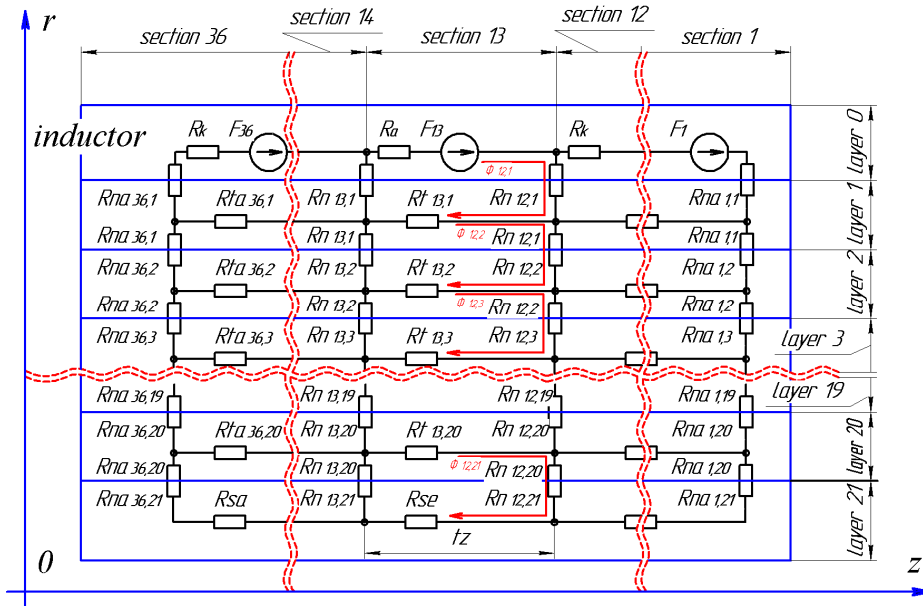 r
section 36
section 14
section 13
section 12
section 1
inductor
Rk
F36
Ra
F13
Rk
F1
layer 0
Φ 12,1
Rna 36,1
Rta 36,1
Rn 13,1
Rt 13,1
Rn 12,1
Rna 1,1
layer 1
Rna 36,1
Rn 13,1
Φ 12,2
Rn 12,1
Rna 1,1
Rna 36,2
Rta 36,2
Rn 13,2
Rt 13,2
Rn 12,2
Rna 1,2
layer 2
Rna 36,2
Rn 13,2
Φ 12,3
Rn 12,2
Rna 1,2
Rna 36,3
Rta 36,3
Rn 13,3
Rt 13,3
Rn 12,3
Rna 1,3
layer 3
Rna 36,19
Rn 13,19
Rn 12,19
Rna 1,19
layer 19
Rna 36,20
Rta 36,20
Rn 13,20
Rt 13,20
Rn 12,20
Rna 1,20
layer 20
Rna 36,20
Rn 13,20
Φ 12,21
Rn 12,20
Rna 1,20
Rna 36,21
Rsa
Rn 13,21
Rse
Rn 12,21
Rna 1,21
layer 21
tz
0
z